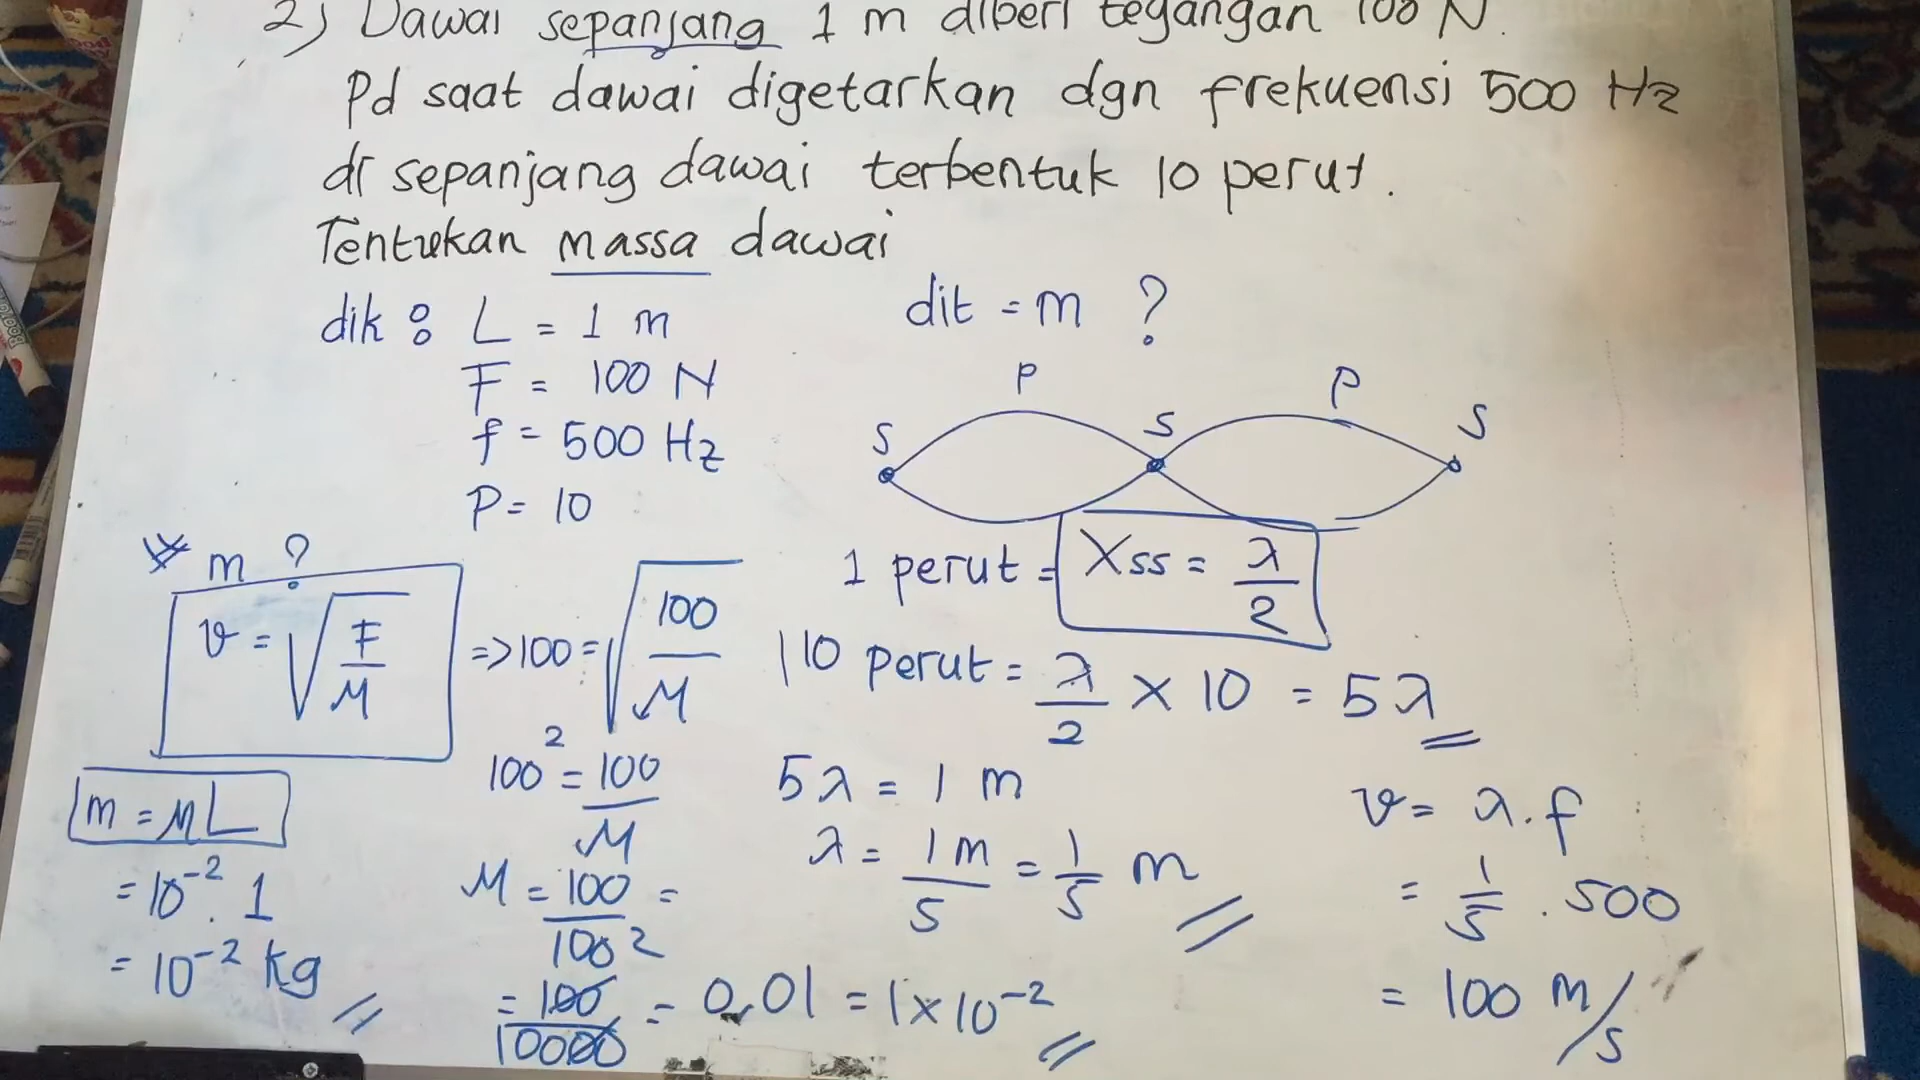 2) Dawai sepanjang 1 m diberi tegangan 100 N.
Pd saat dawai digetarkan dgn frekuensi 500 Hz
di sepanjang dawai terbentuk 10 perut.
Tentukan massa dawai
dik : L = 1 m
F = 100 N
f = 500 Hz
P = 10
dit = m ?
P P
S S S
1 perut = Xss = λ/2
10 perut = λ/2 × 10 = 5λ
5λ = 1 m
λ = 1 m/5 = 1/5 m
v = λ.f
= 1/5 . 500
= 100 m/s
m ?
v = √(F/μ) => 100 = √(100/μ)
100² = 100/μ
μ = 100/100² =
= 100/10000 = 0,01 = 1 × 10⁻²
m = μL
= 10⁻² . 1
= 10⁻² kg